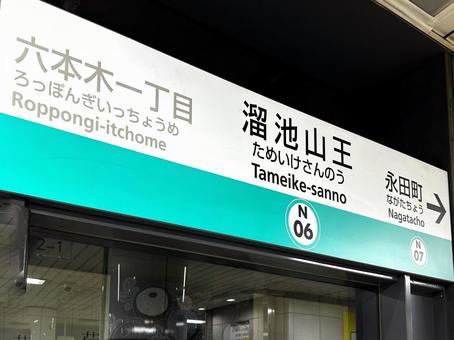 六本木一丁目
ろっぽんぎいっちょうめ
Roppongi-itchome
溜池山王
ためいけさんのう
Tameike-sanno
N
06
永田町
ながたちょう
Nagatacho
N
07
2-1